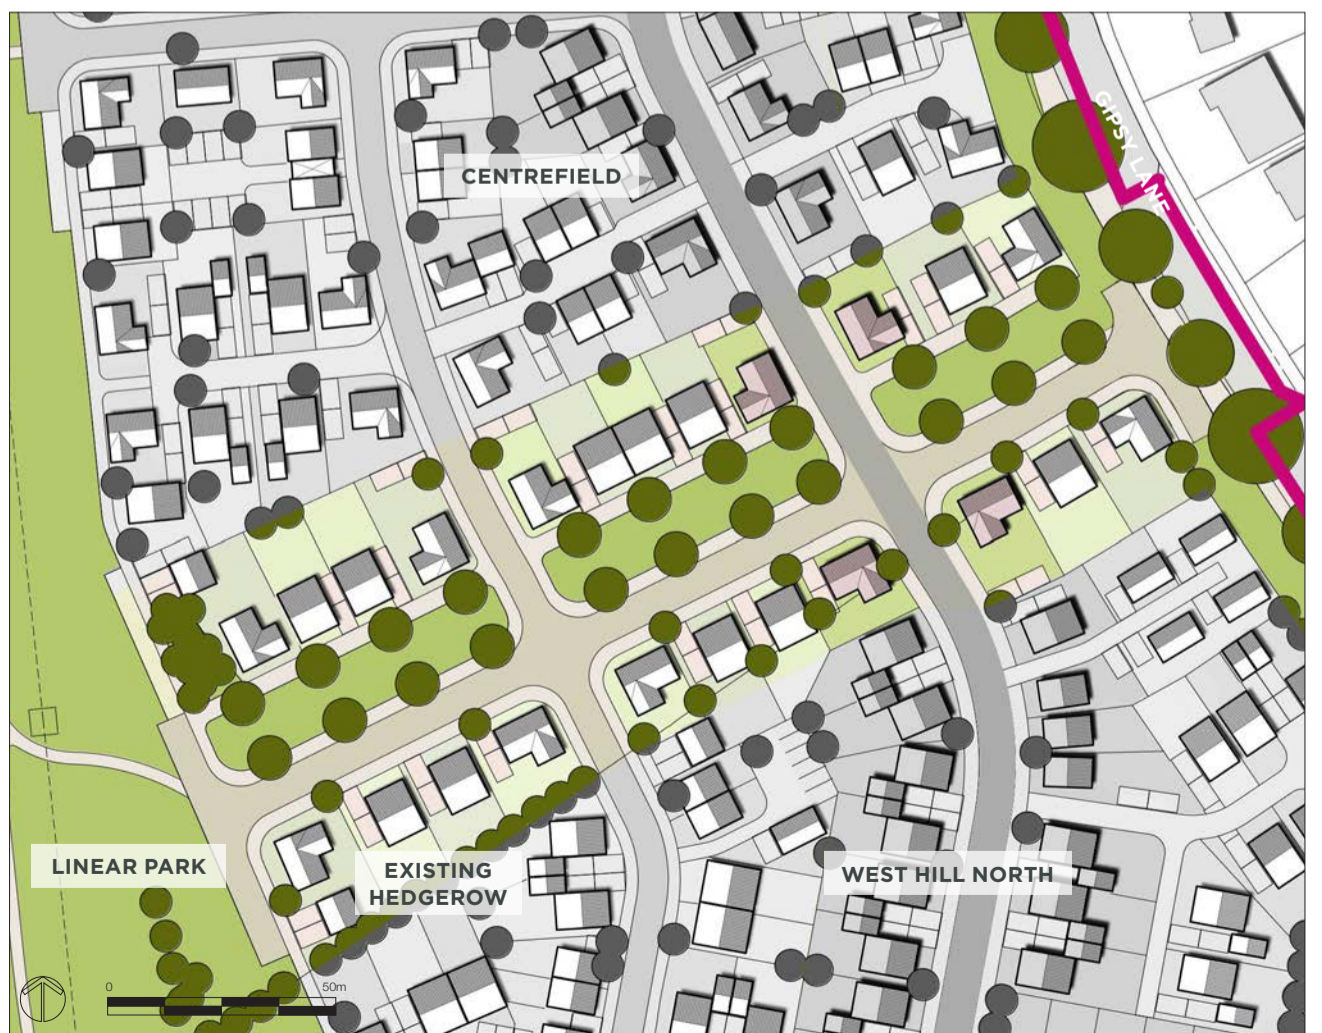 GIPSY LANE
CENTREFIELD
LINEAR PARK
EXISTING
HEDGEROW
WEST HILL NORTH
0
50m